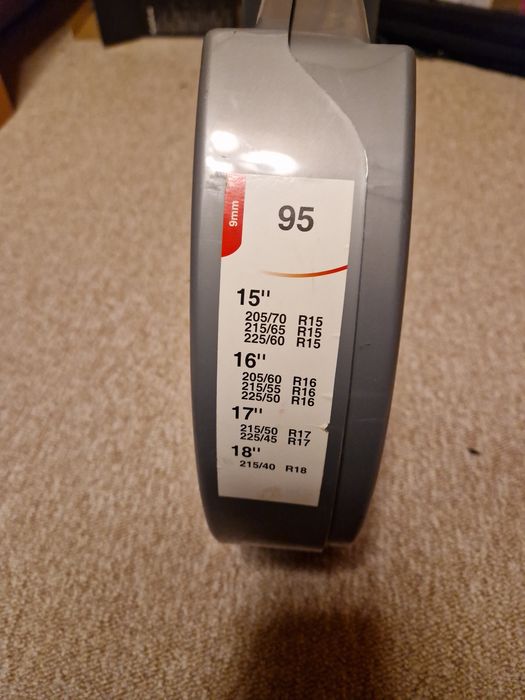 9mm
95
15"
205/70 R15
215/65 R15
225/60 R15
16"
205/60 R16
215/55 R16
225/50 R16
17"
215/50 R17
225/45 R17
18"
215/40 R18